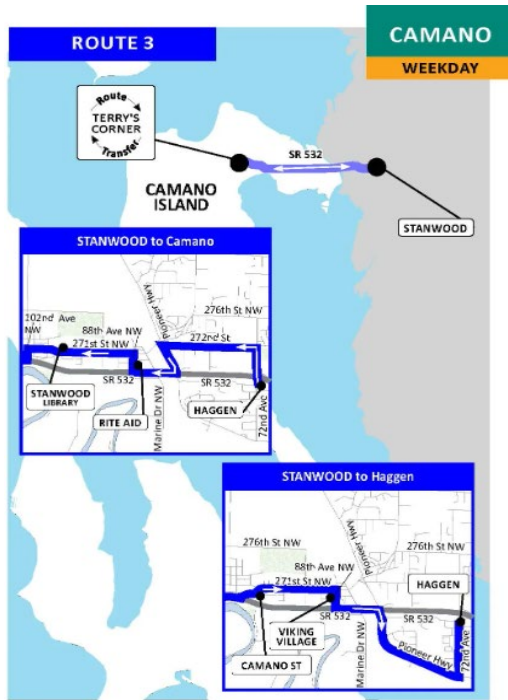 ROUTE 3
CAMANO
WEEKDAY
Route
TERRY'S
CORNER
Transfer
SR 532
CAMANO
ISLAND
STANWOOD
STANWOOD to Camano
Pioneer Hwy
276th St NW
102nd Ave
NW
88th Ave NW
271st St NW
272nd St
SR 532
SR 532
STANWOOD
LIBRARY
RITE AID
Marine Dr NW
HAGGEN
72nd Ave
STANWOOD to Haggen
Pioneer Hwy
276th St NW
276th St NW
88th Ave NW
271st St NW
HAGGEN
SR 532
SR 532
VIKING
VILLAGE
CAMANO ST
Marine Dr NW
Pioneer Hwy
72nd Ave